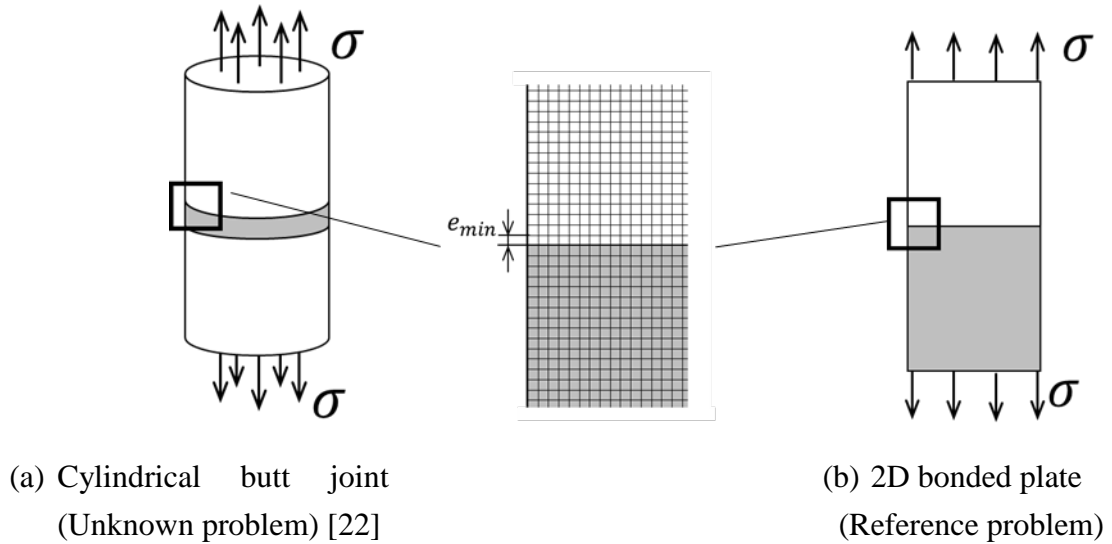 σ
σ
e_min
σ
σ
(a) Cylindrical butt joint
(Unknown problem) [22]
(b) 2D bonded plate
(Reference problem)